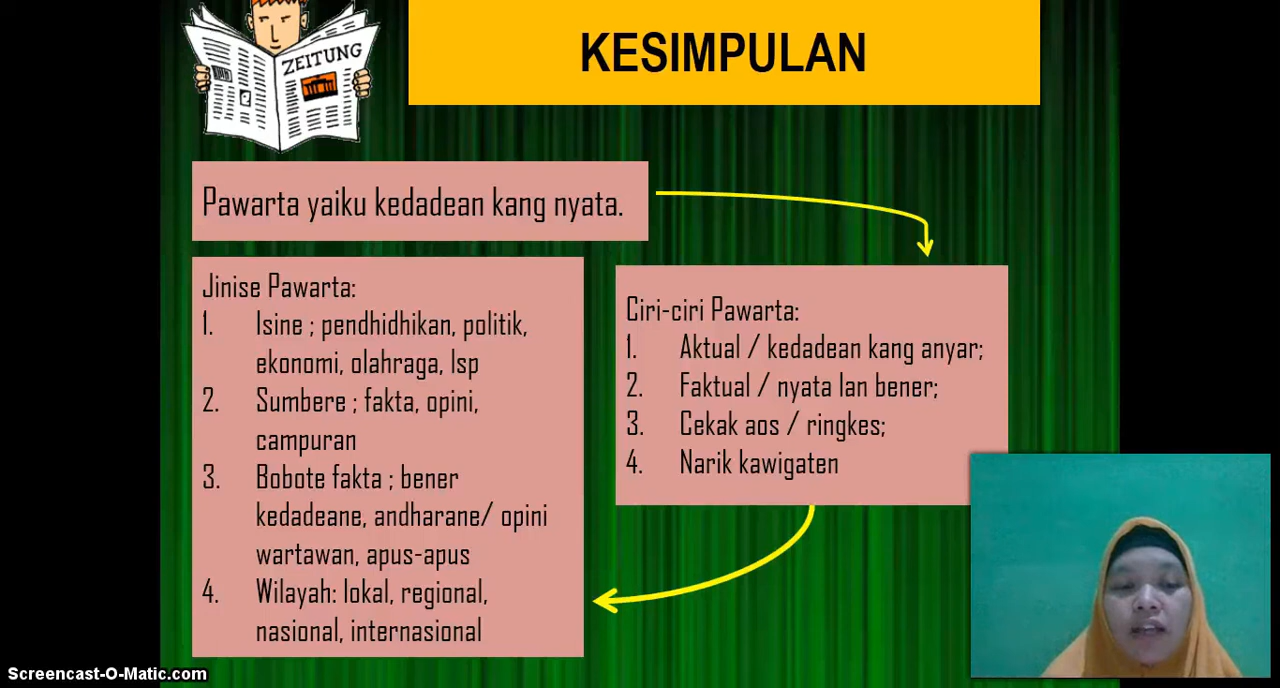 ZEITUNG
KESIMPULAN
Pawarta yaiku kedadean kang nyata.
Jinise Pawarta:
1. Isine ; pendhidhikan, politik,
ekonomi, olahraga, lsp
2. Sumbere ; fakta, opini,
campuran
3. Bobote fakta ; bener
kedadeane, andharane/ opini
wartawan, apus-apus
4. Wilayah: lokal, regional,
nasional, internasional
Ciri-ciri Pawarta:
1. Aktual / kedadean kang anyar;
2. Faktual / nyata lan bener;
3. Cekak aos / ringkes;
4. Narik kawigaten
Screencast-O-Matic.com